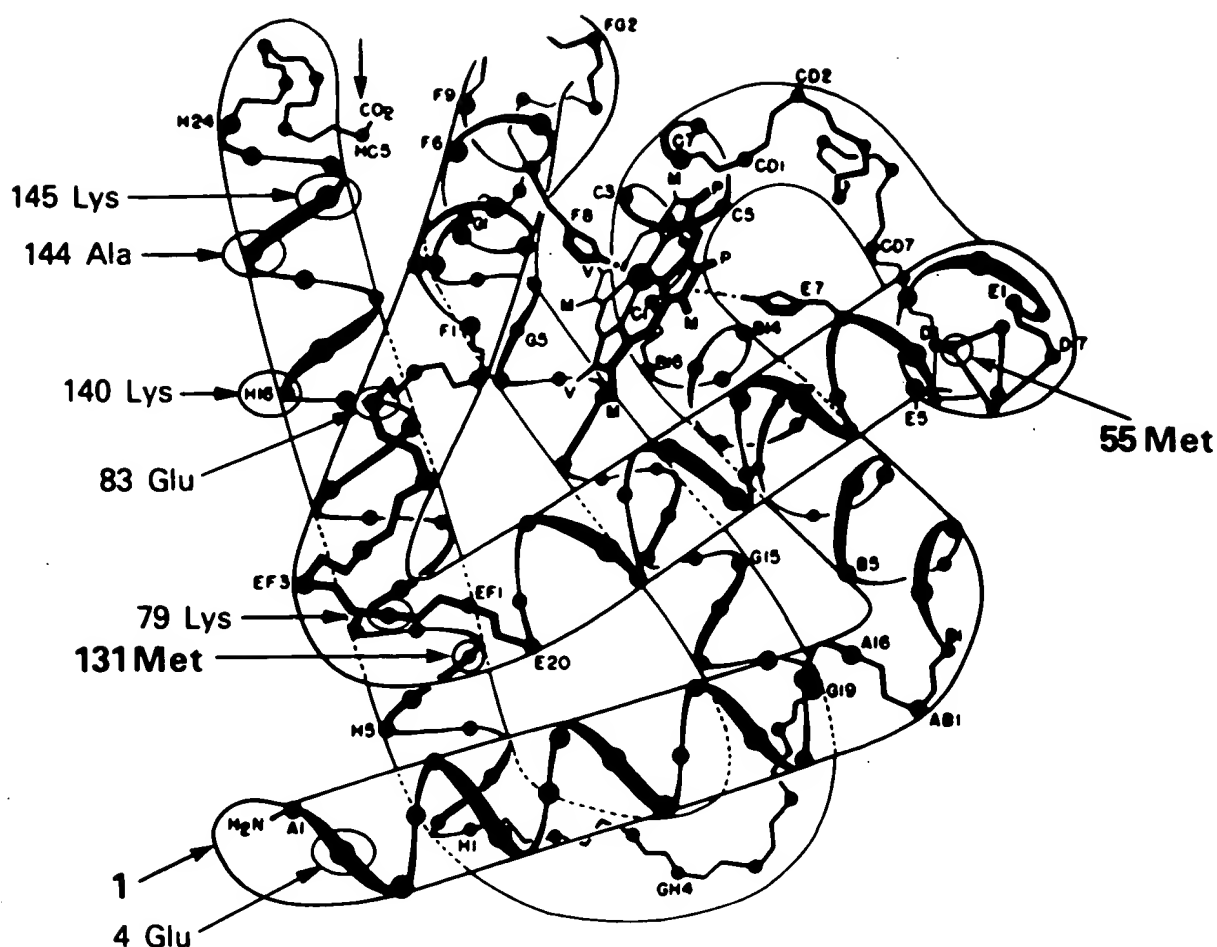 FG2
CD2
F9
CO2
H24
HC5
F6
C7
CD1
M
P
145 Lys
C3
C5
F8
144 Ala
CD7
V
P
E7
E1
M
C1
M
F1
G5
B14
D7
B16
140 Lys
H16
V
M
E5
55 Met
83 Glu
G15
B5
EF3
EF1
79 Lys
131 Met
E20
A16
B1
G19
H5
AB1
H2N
A1
H1
1
GH4
4 Glu